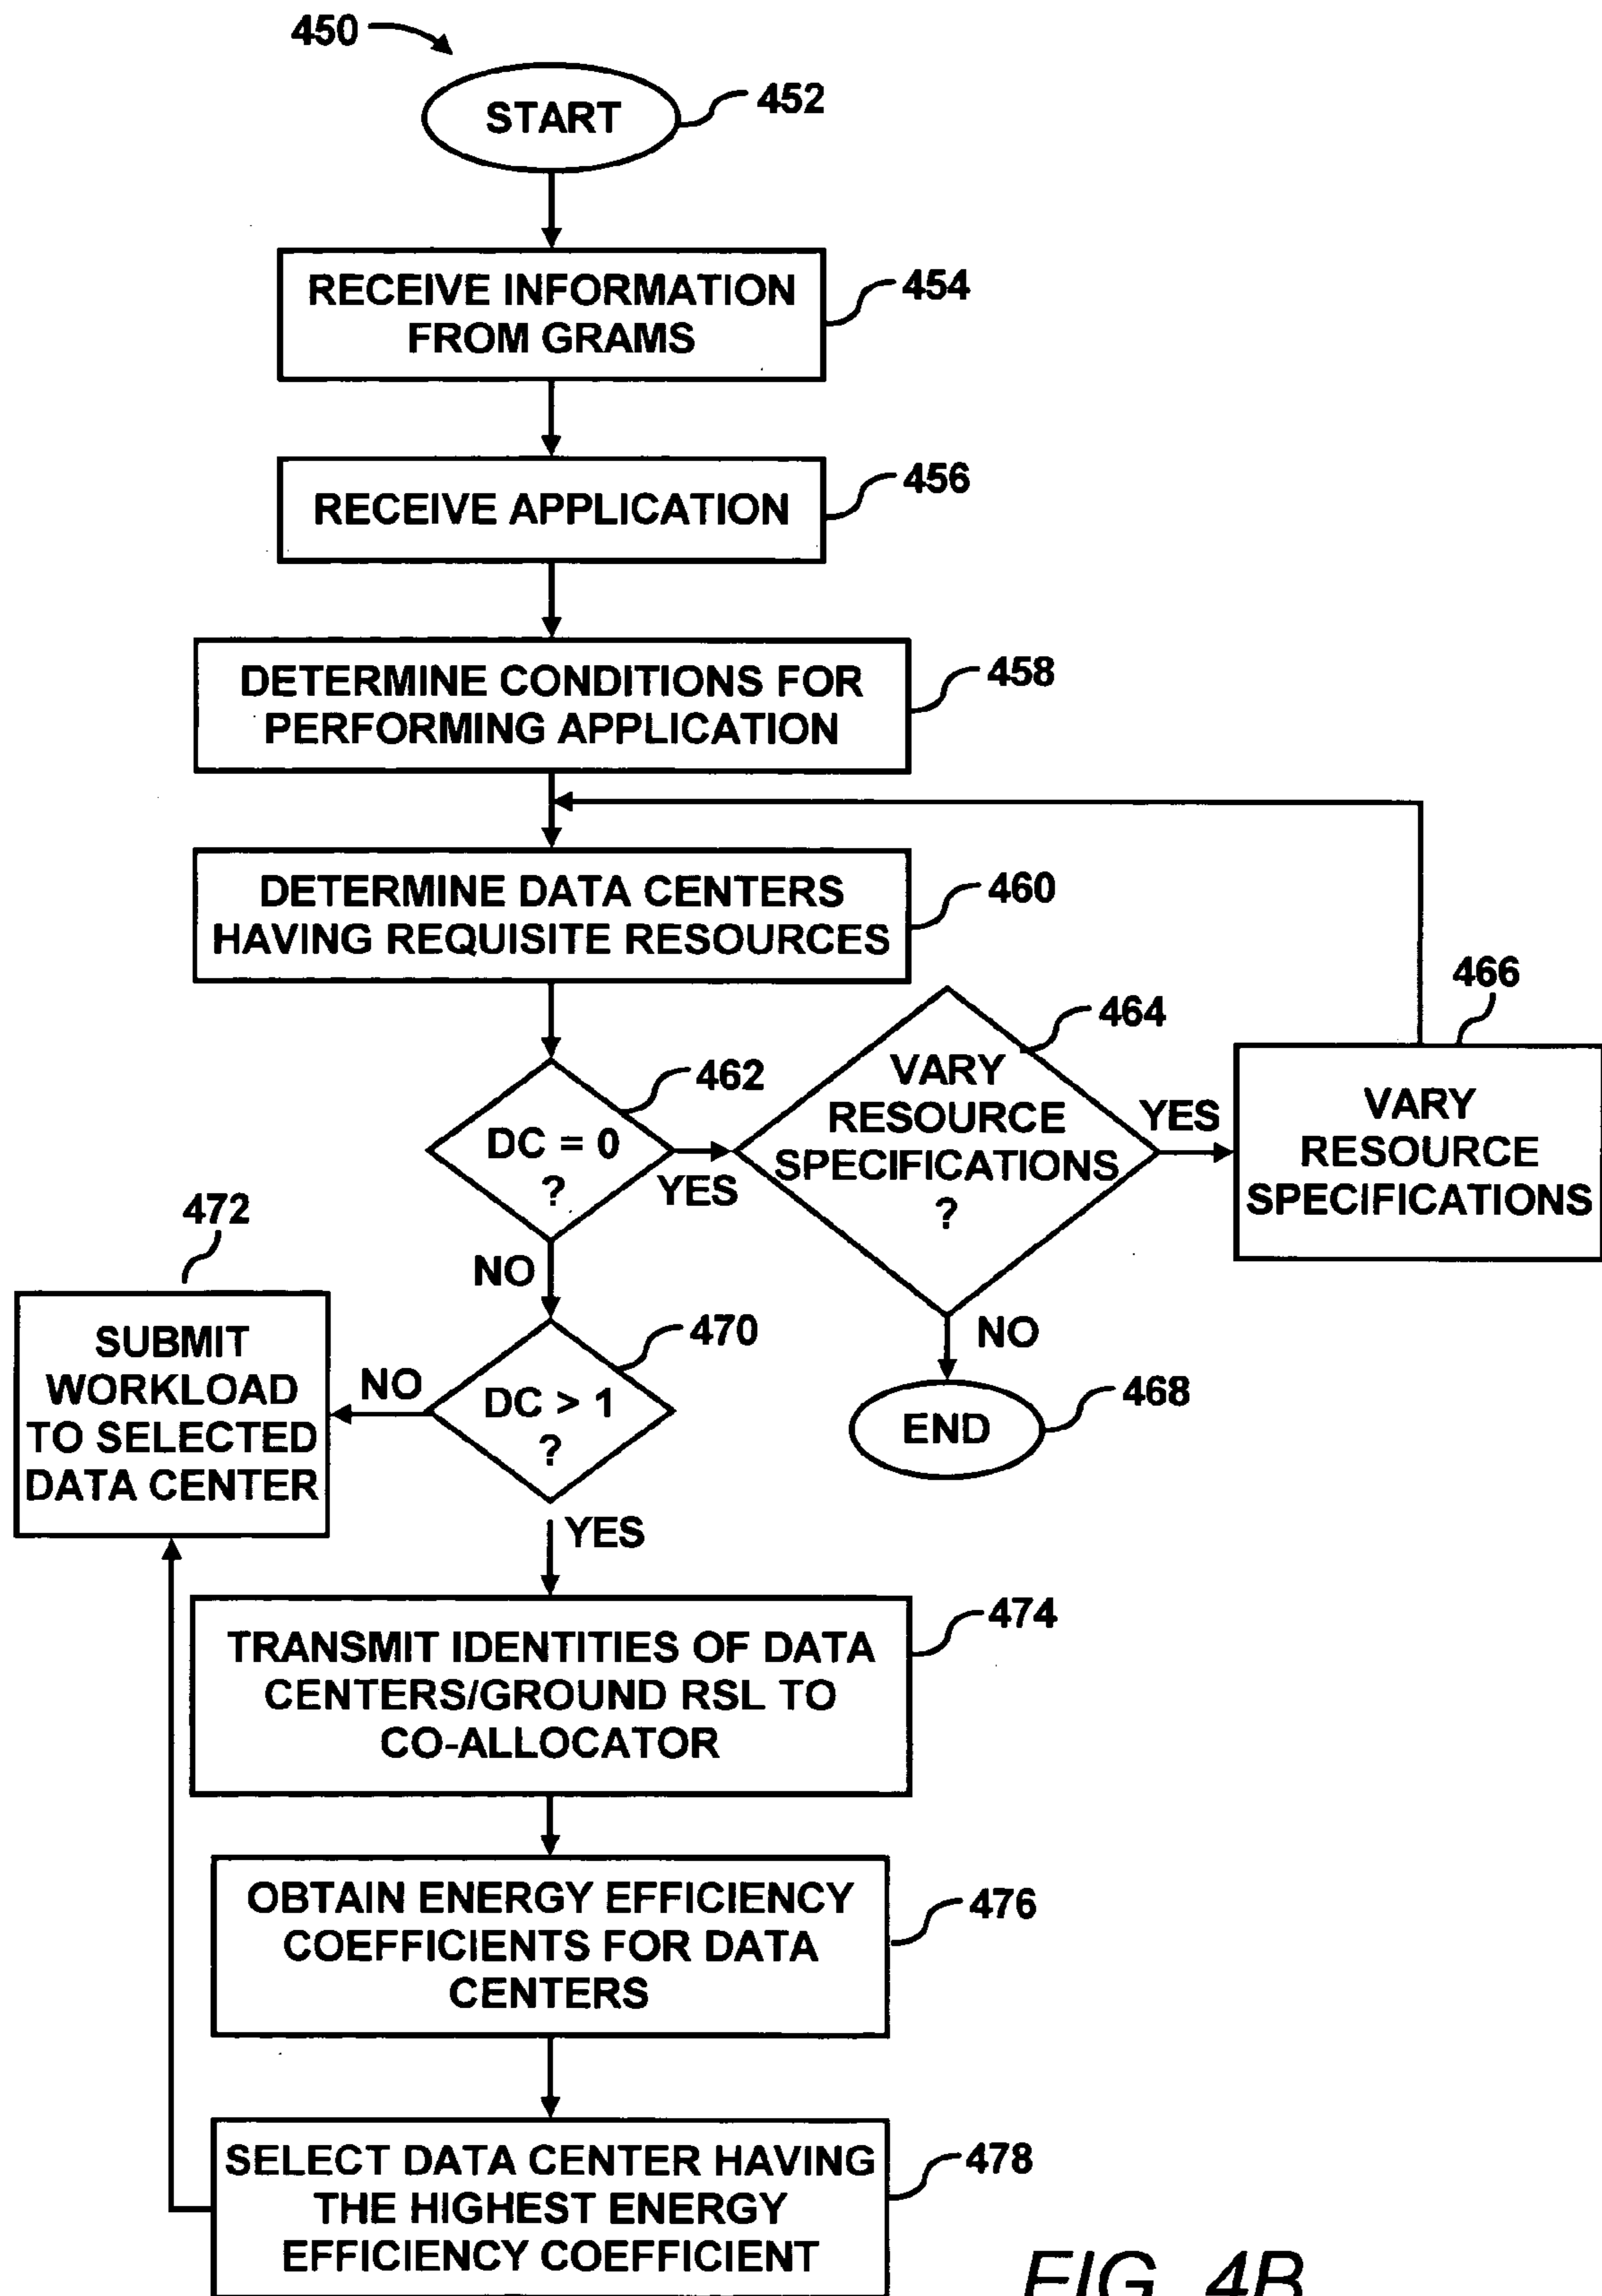 450
START
452
RECEIVE INFORMATION
FROM GRAMS
454
RECEIVE APPLICATION
456
DETERMINE CONDITIONS FOR
PERFORMING APPLICATION
458
DETERMINE DATA CENTERS
HAVING REQUISITE RESOURCES
460
DC = 0
?
462
YES
NO
VARY
RESOURCE
SPECIFICATIONS
?
464
YES
NO
VARY
RESOURCE
SPECIFICATIONS
466
END
468
DC > 1
?
470
NO
YES
472
SUBMIT
WORKLOAD
TO SELECTED
DATA CENTER
TRANSMIT IDENTITIES OF DATA
CENTERS/GROUND RSL TO
CO-ALLOCATOR
474
OBTAIN ENERGY EFFICIENCY
COEFFICIENTS FOR DATA
CENTERS
476
SELECT DATA CENTER HAVING
THE HIGHEST ENERGY
EFFICIENCY COEFFICIENT
478
FIG. 4B